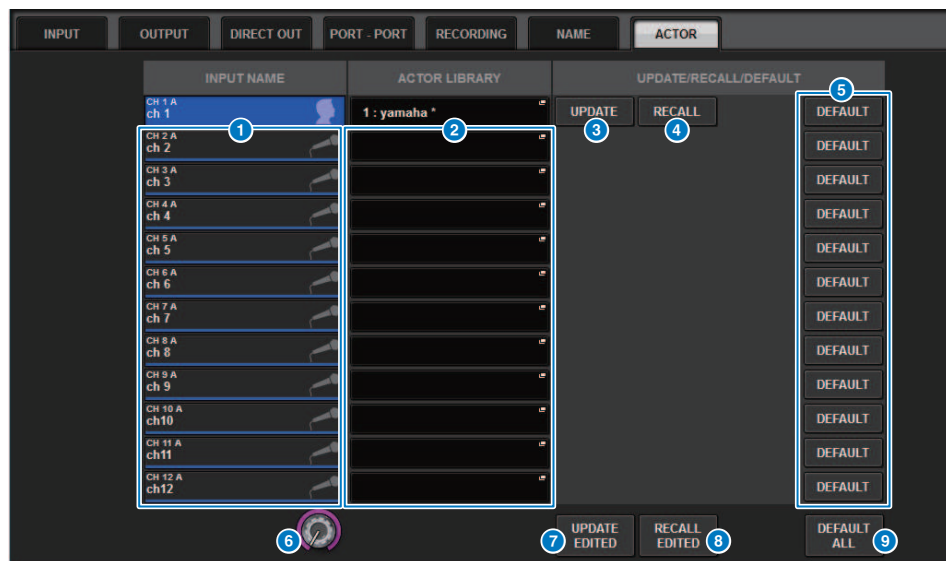 INPUT OUTPUT DIRECT OUT PORT - PORT RECORDING NAME ACTOR
INPUT NAME ACTOR LIBRARY UPDATE/RECALL/DEFAULT
5
CH 1 A
ch 1 1 : yamaha * UPDATE RECALL DEFAULT
1 2 3 4
CH 2 A
ch 2 DEFAULT
CH 3 A
ch 3 DEFAULT
CH 4 A
ch 4 DEFAULT
CH 5 A
ch 5 DEFAULT
CH 6 A
ch 6 DEFAULT
CH 7 A
ch 7 DEFAULT
CH 8 A
ch 8 DEFAULT
CH 9 A
ch 9 DEFAULT
CH 10 A
ch10 DEFAULT
CH 11 A
ch11 DEFAULT
CH 12 A
ch12 DEFAULT
UPDATE RECALL DEFAULT
6 7 EDITED EDITED 8 ALL 9